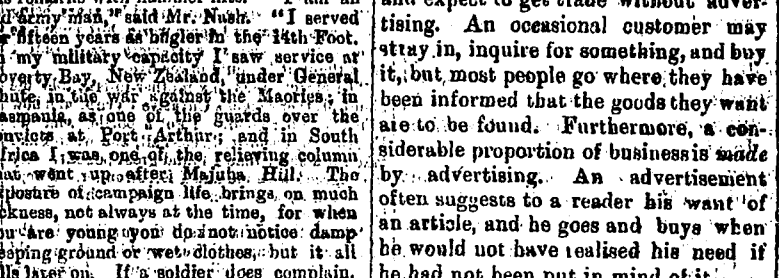 d army man," said Mr. Nush. "I served
fifteen years as bugler in the 14th Foot.
my military capacity I saw service at
overty Bay, New Zealand, under General
hute in the war against the Maories; in
asmania, as one of the guards over the
onvicts at Port Arthur; and in South
frica I was one of the relieving column
hat went up after Majuba Hill. The
xposure of campaign life brings on much
ckness, not always at the time, for when
ou are young you do not notice damp
eeping ground or wet clothes, but it all
lls later on. If a soldier does complain,
and expect to get trade without adver-
tising. An occasional customer may
stray in, inquire for something, and buy
it, but most people go where they have
been informed that the goods they want
are to be found. Furthermore, a con-
siderable proportion of business is made
by advertising. An advertisement
often suggests to a reader his want of
an article, and he goes and buys when
he would not have realised his need if
he had not been put in mind of it